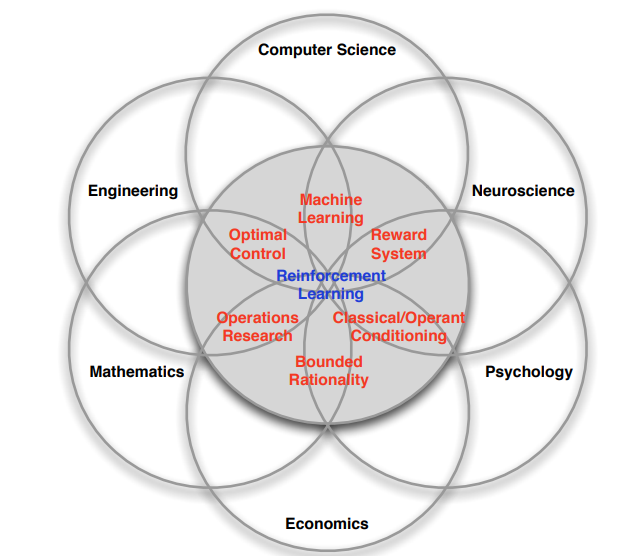 Computer Science
Engineering
Neuroscience
Machine
Learning
Optimal
Control
Reward
System
Reinforcement
Learning
Operations
Research
Classical/Operant
Conditioning
Bounded
Rationality
Mathematics
Psychology
Economics